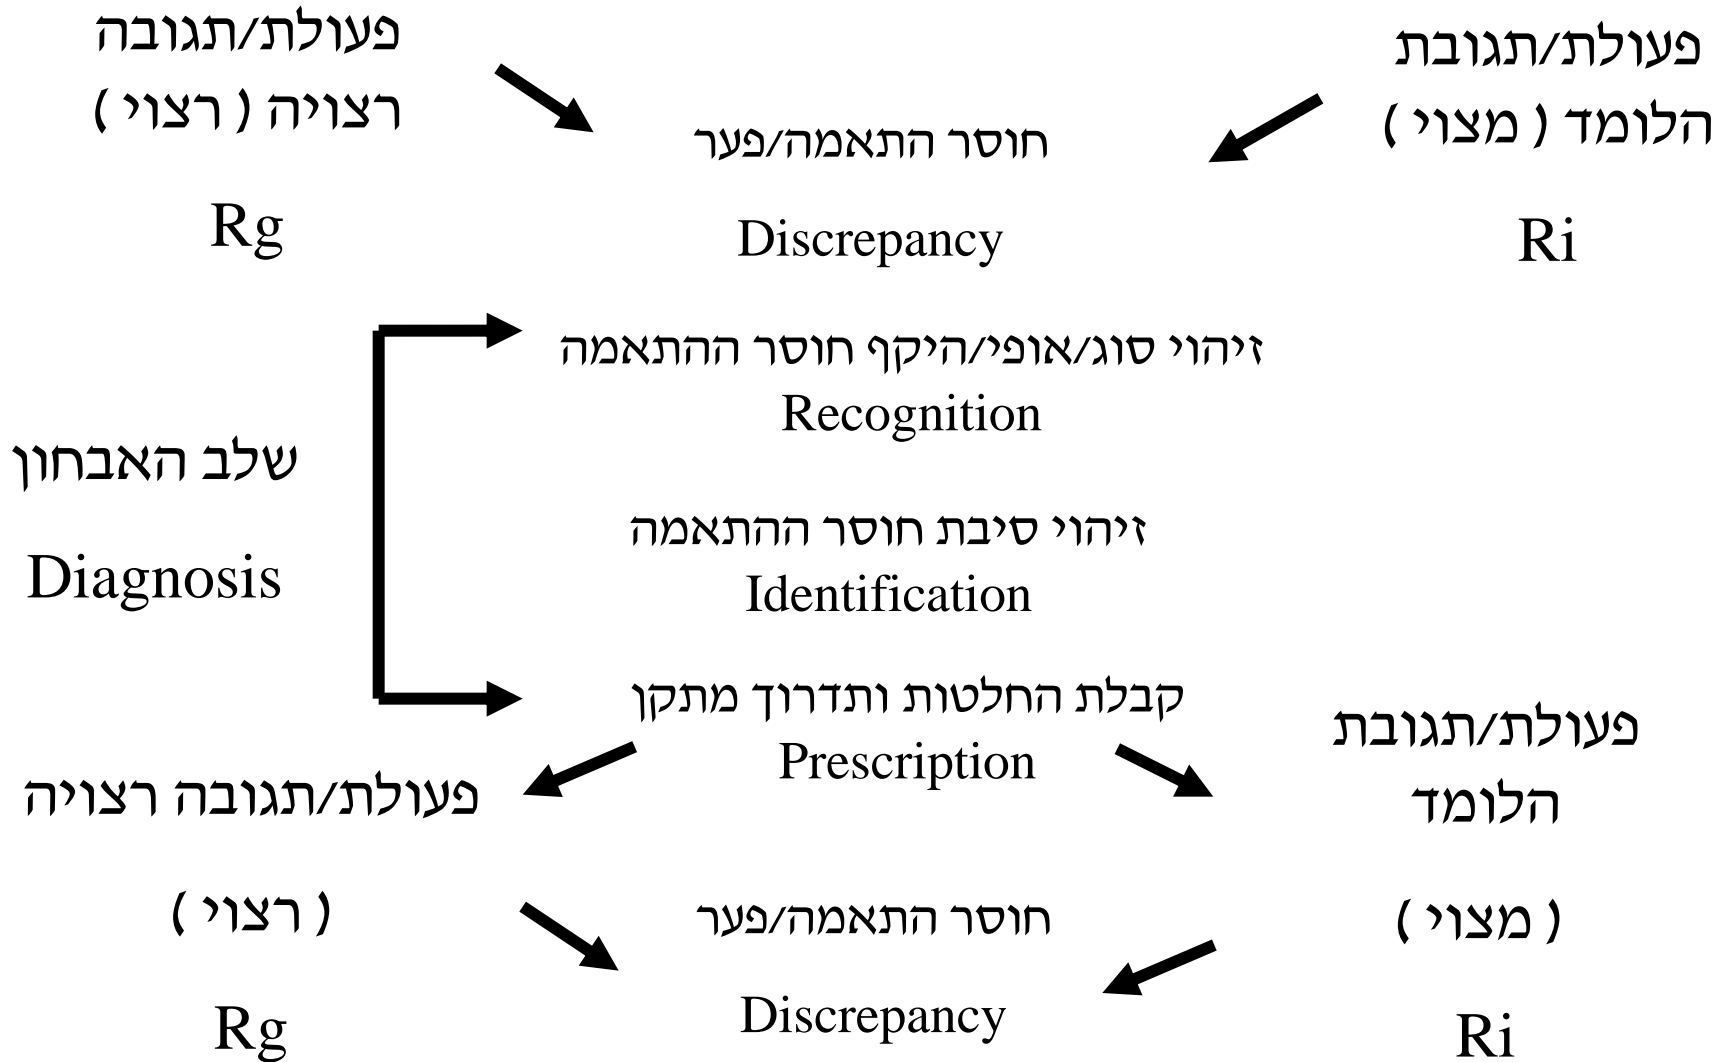 פעולת/תגובת
הלומד ( מצוי )
Ri
פעולת/תגובה
רצויה ( רצוי )
Rg
חוסר התאמה/פער
Discrepancy
זיהוי סוג/אופי/היקף חוסר ההתאמה
Recognition
שלב האבחון
Diagnosis
זיהוי סיבת חוסר ההתאמה
Identification
קבלת החלטות ותדרוך מתקן
Prescription
פעולת/תגובת
הלומד
( מצוי )
Ri
פעולת/תגובה רצויה
( רצוי )
Rg
חוסר התאמה/פער
Discrepancy